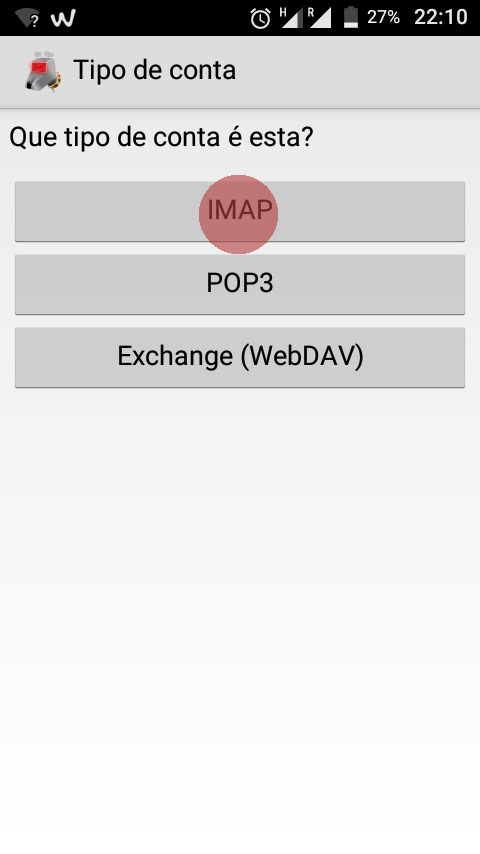 H R 27% 22:10
Tipo de conta
Que tipo de conta é esta?
IMAP
POP3
Exchange (WebDAV)